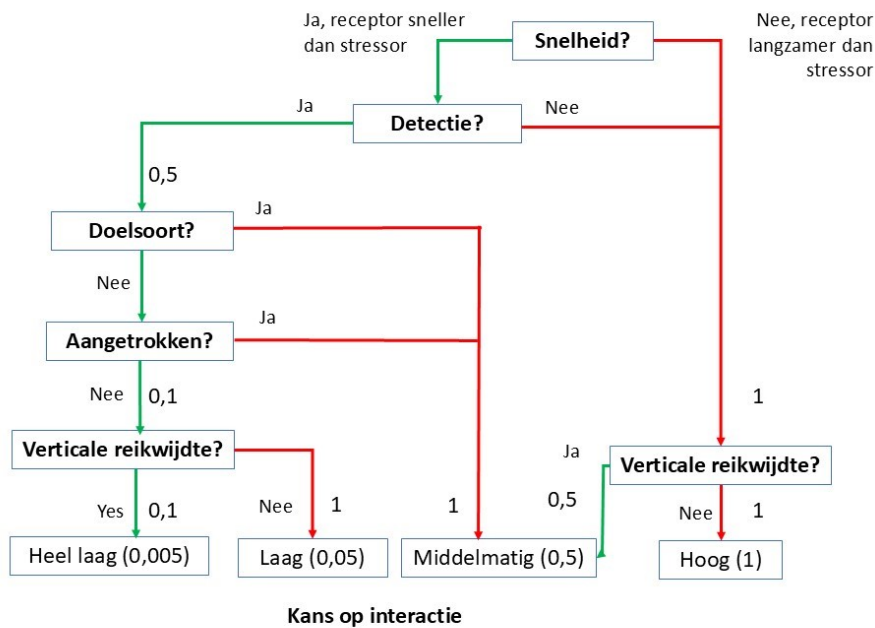 Ja, receptor sneller
dan stressor
Snelheid?
Nee, receptor
langzamer dan
stressor
Ja
Detectie?
Nee
0,5
Doelsoort?
Ja
Nee
Aangetrokken?
Ja
Nee
0,1
1
Verticale reikwijdte?
Ja
Verticale reikwijdte?
Yes
0,1
Nee
1
1
0,5
Nee
1
Heel laag (0,005)
Laag (0,05)
Middelmatig (0,5)
Hoog (1)
Kans op interactie